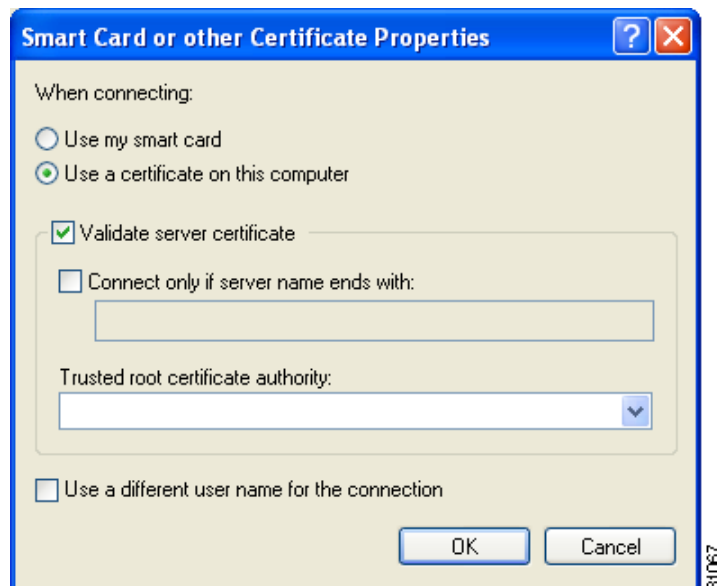 Smart Card or other Certificate Properties
When connecting:
Use my smart card
Use a certificate on this computer
Validate server certificate
Connect only if server name ends with:
Trusted root certificate authority:
Use a different user name for the connection
OK
Cancel